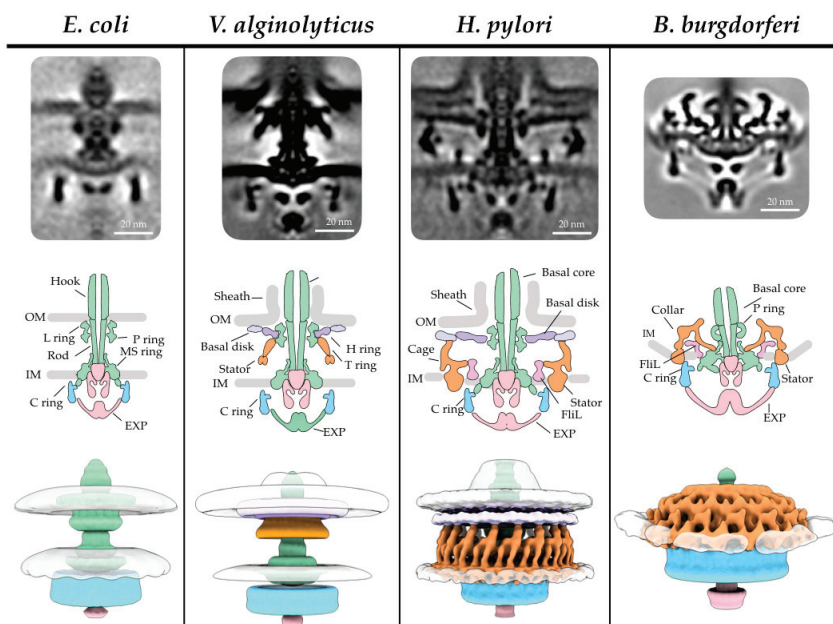 E. coli
V. alginolyticus
H. pylori
B. burgdorferi
20 nm
20 nm
20 nm
20 nm
Hook
OM
L ring
Rod
P ring
MS ring
IM
C ring
EXP
Sheath
OM
Basal disk
H ring
T ring
Stator
IM
C ring
EXP
Basal core
Sheath
Basal disk
OM
Cage
IM
C ring
Stator
FliL
EXP
Basal core
P ring
Collar
IM
FliL
C ring
Stator
EXP